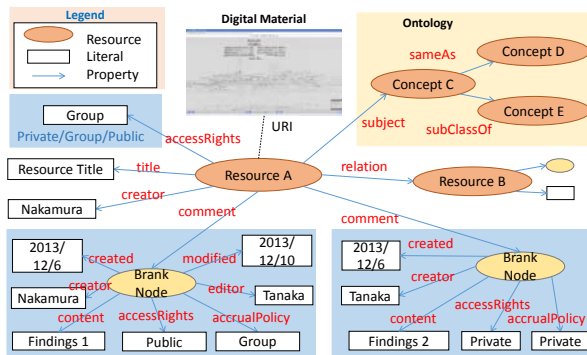 Legend
Resource
Literal
Property
Digital Material
URI
Ontology
sameAs
Concept D
Concept C
Concept E
subClassOf
subject
Group
Private/Group/Public
accessRights
Resource Title
title
Resource A
relation
Resource B
creator
Nakamura
comment
comment
2013/
12/6
created
modified
2013/
12/10
Brank
Node
creator
Nakamura
editor
Tanaka
content
accessRights
accrualPolicy
Findings 1
Public
Group
2013/
12/6
created
Brank
Node
creator
Tanaka
accessRights
content
accrualPolicy
Findings 2
Private
Private